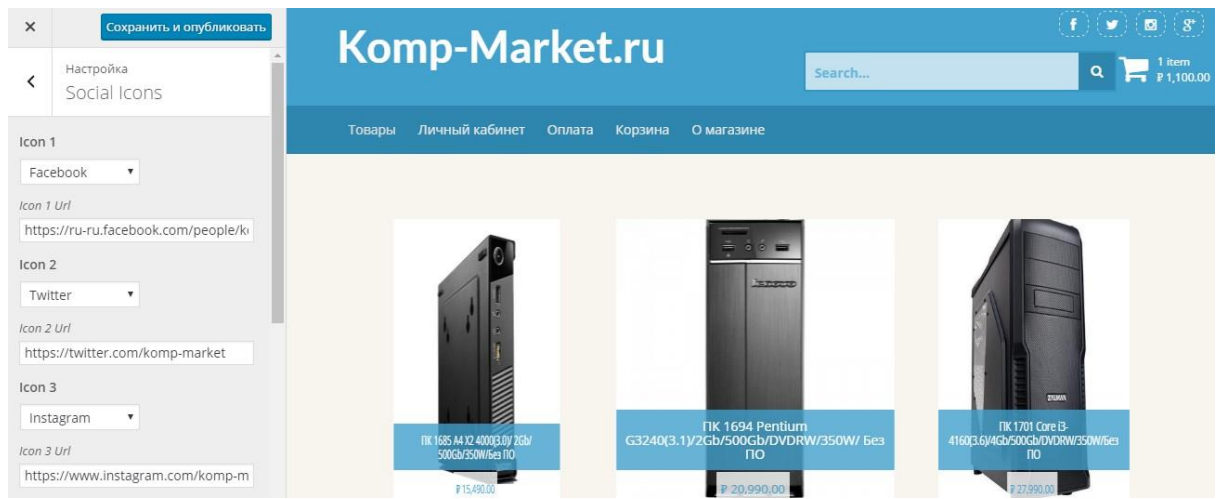 Сохранить и опубликовать
Настройка
Social Icons
Icon 1
Facebook
Icon 1 Url
https://ru-ru.facebook.com/people/k
Icon 2
Twitter
Icon 2 Url
https://twitter.com/komp-market
Icon 3
Instagram
Icon 3 Url
https://www.instagram.com/komp-m
Komp-Market.ru
Search...
1 item
₽ 1,100.00
Товары Личный кабинет Оплата Корзина О магазине
Lenovo
ZALMAN
ПК 1685 A4 X2 4000(3.0)/ 2Gb/
500Gb/350W/Без ПО
₽ 15,490.00
ПК 1694 Pentium
G3240(3.1)/2Gb/500Gb/DVDRW/350W/ Без
ПО
₽ 20,990.00
ПК 1701 Core i3-
4160(3.6)/4Gb/500Gb/DVDRW/350W/Без
ПО
₽ 27,990.00